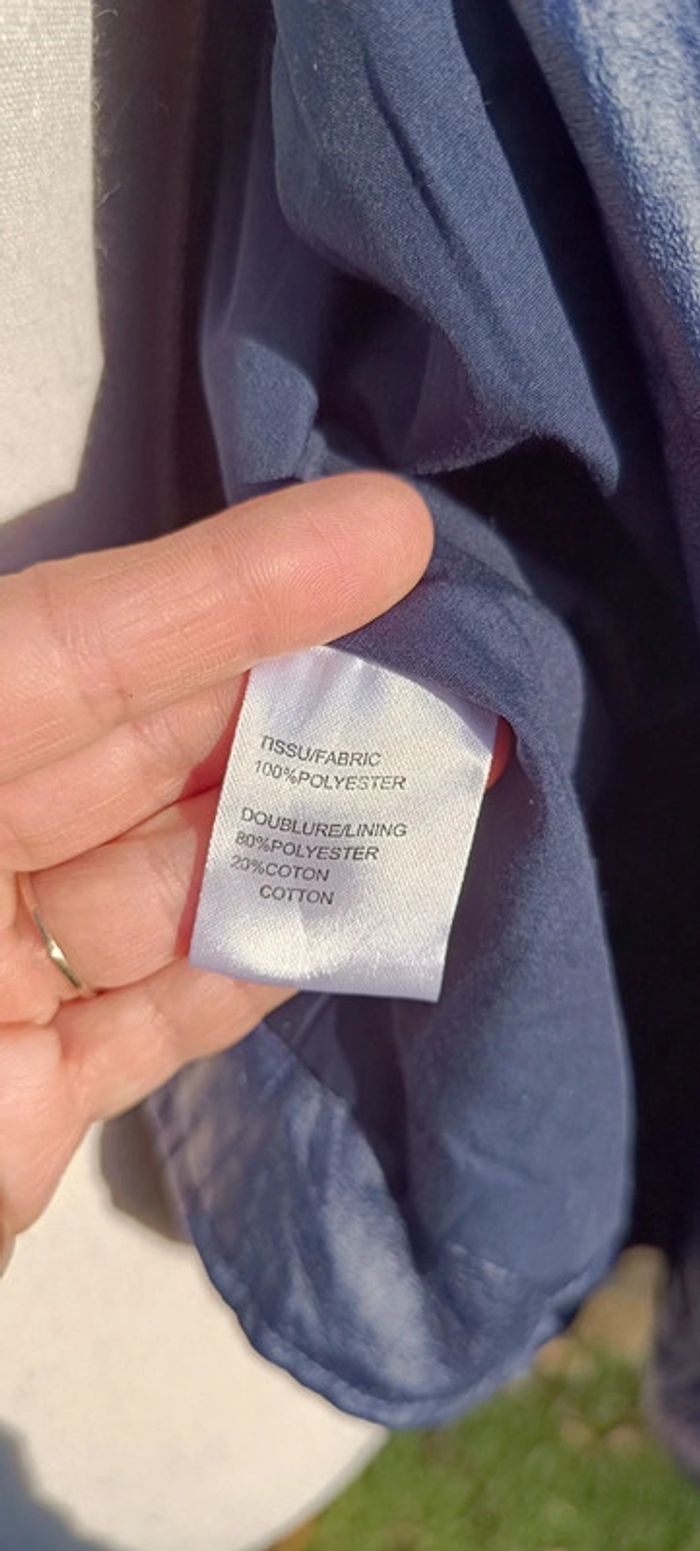 TISSU/FABRIC
100%POLYESTER
DOUBLURE/LINING
80%POLYESTER
20%COTON
COTTON